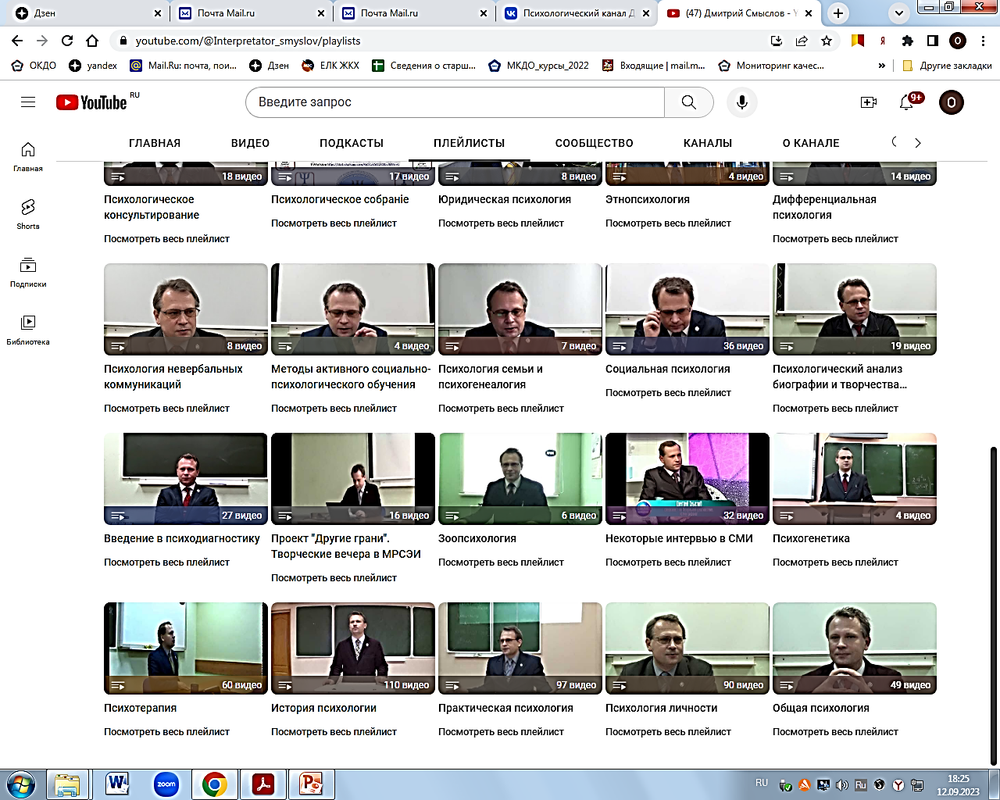 Дзен
Почта Mail.ru
Почта Mail.ru
Психологический канал Д
(47) Дмитрий Смыслов - Y
youtube.com/@Interpretator_smyslov/playlists
Я
О
ОКДО
yandex
Mail.Ru: почта, пои...
Дзен
ЕЛК ЖКХ
Сведения о старш...
МКДО_курсы_2022
Входящие | mail.m...
Мониторинг качес...
»
Другие закладки
YouTube RU
Введите запрос
9+
О
ГЛАВНАЯ
ВИДЕО
ПОДКАСТЫ
ПЛЕЙЛИСТЫ
СООБЩЕСТВО
КАНАЛЫ
О КАНАЛЕ
Главная
Shorts
Подписки
Библиотека
18 видео
17 видео
8 видео
4 видео
14 видео
Психологическое
консультирование
Посмотреть весь плейлист
Психологическое собранiе
Посмотреть весь плейлист
Юридическая психология
Посмотреть весь плейлист
Этнопсихология
Посмотреть весь плейлист
Дифференциальная
психология
Посмотреть весь плейлист
8 видео
4 видео
7 видео
36 видео
19 видео
Психология невербальных
коммуникаций
Посмотреть весь плейлист
Методы активного социально-
психологического обучения
Посмотреть весь плейлист
Психология семьи и
психогенеалогия
Посмотреть весь плейлист
Социальная психология
Посмотреть весь плейлист
Психологический анализ
биографии и творчества...
Посмотреть весь плейлист
27 видео
16 видео
6 видео
32 видео
4 видео
Введение в психодиагностику
Посмотреть весь плейлист
Проект "Другие грани".
Творческие вечера в МРСЭИ
Посмотреть весь плейлист
Зоопсихология
Посмотреть весь плейлист
Некоторые интервью в СМИ
Посмотреть весь плейлист
Психогенетика
Посмотреть весь плейлист
60 видео
110 видео
97 видео
90 видео
49 видео
Психотерапия
Посмотреть весь плейлист
История психологии
Посмотреть весь плейлист
Практическая психология
Посмотреть весь плейлист
Психология личности
Посмотреть весь плейлист
Общая психология
Посмотреть весь плейлист
zoom
RU
Ru
18:25
12.09.2023